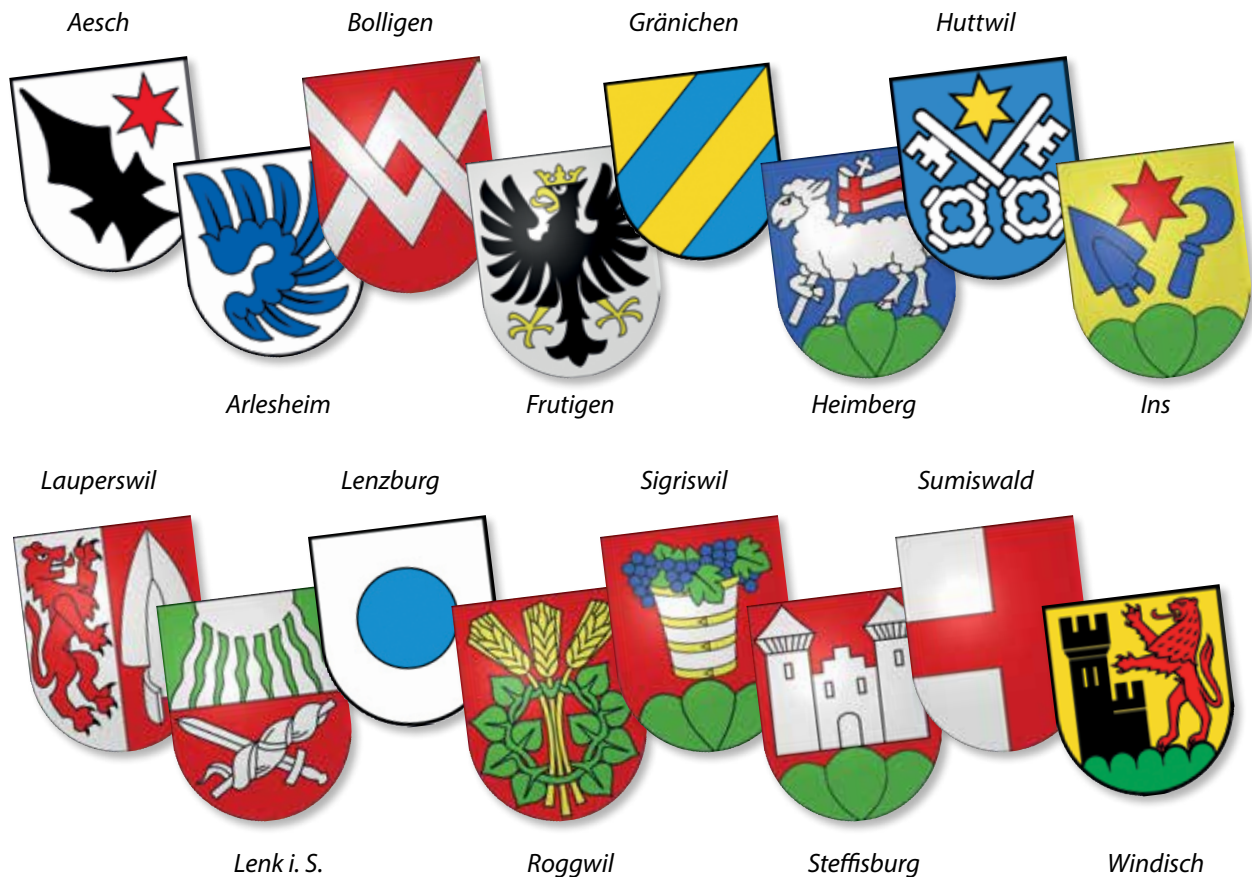 Aesch Bolligen Gränichen Huttwil
Arlesheim Frutigen Heimberg Ins
Lauperswil Lenzburg Sigriswil Sumiswald
Lenk i. S. Roggwil Steffisburg Windisch